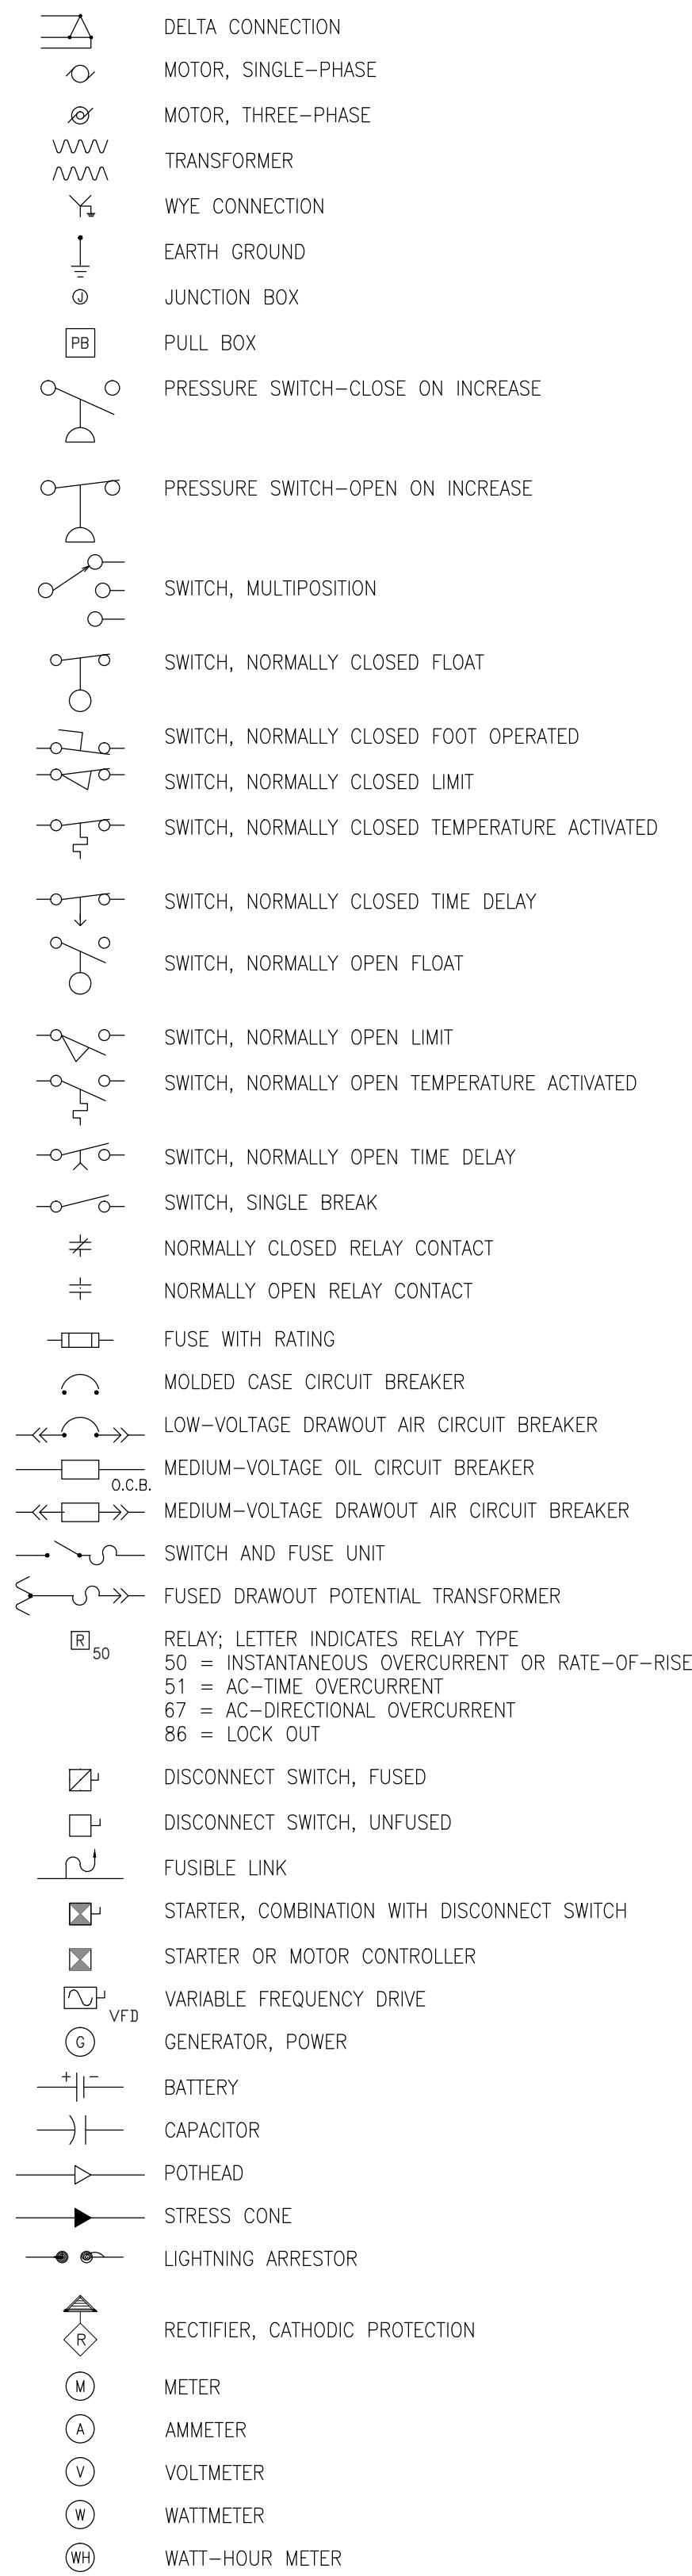 DELTA CONNECTION
MOTOR, SINGLE-PHASE
MOTOR, THREE-PHASE
TRANSFORMER
WYE CONNECTION
EARTH GROUND
J JUNCTION BOX
PB PULL BOX
PRESSURE SWITCH-CLOSE ON INCREASE
PRESSURE SWITCH-OPEN ON INCREASE
SWITCH, MULTIPOSITION
SWITCH, NORMALLY CLOSED FLOAT
SWITCH, NORMALLY CLOSED FOOT OPERATED
SWITCH, NORMALLY CLOSED LIMIT
SWITCH, NORMALLY CLOSED TEMPERATURE ACTIVATED
SWITCH, NORMALLY CLOSED TIME DELAY
SWITCH, NORMALLY OPEN FLOAT
SWITCH, NORMALLY OPEN LIMIT
SWITCH, NORMALLY OPEN TEMPERATURE ACTIVATED
SWITCH, NORMALLY OPEN TIME DELAY
SWITCH, SINGLE BREAK
NORMALLY CLOSED RELAY CONTACT
NORMALLY OPEN RELAY CONTACT
FUSE WITH RATING
MOLDED CASE CIRCUIT BREAKER
LOW-VOLTAGE DRAWOUT AIR CIRCUIT BREAKER
MEDIUM-VOLTAGE OIL CIRCUIT BREAKER
O.C.B.
MEDIUM-VOLTAGE DRAWOUT AIR CIRCUIT BREAKER
SWITCH AND FUSE UNIT
FUSED DRAWOUT POTENTIAL TRANSFORMER
R 50 RELAY; LETTER INDICATES RELAY TYPE
50 = INSTANTANEOUS OVERCURRENT OR RATE-OF-RISE
51 = AC-TIME OVERCURRENT
67 = AC-DIRECTIONAL OVERCURRENT
86 = LOCK OUT
DISCONNECT SWITCH, FUSED
DISCONNECT SWITCH, UNFUSED
FUSIBLE LINK
STARTER, COMBINATION WITH DISCONNECT SWITCH
STARTER OR MOTOR CONTROLLER
VARIABLE FREQUENCY DRIVE
VFD
G GENERATOR, POWER
+ - BATTERY
CAPACITOR
POTHEAD
STRESS CONE
LIGHTNING ARRESTOR
R RECTIFIER, CATHODIC PROTECTION
M METER
A AMMETER
V VOLTMETER
W WATTMETER
WH WATT-HOUR METER